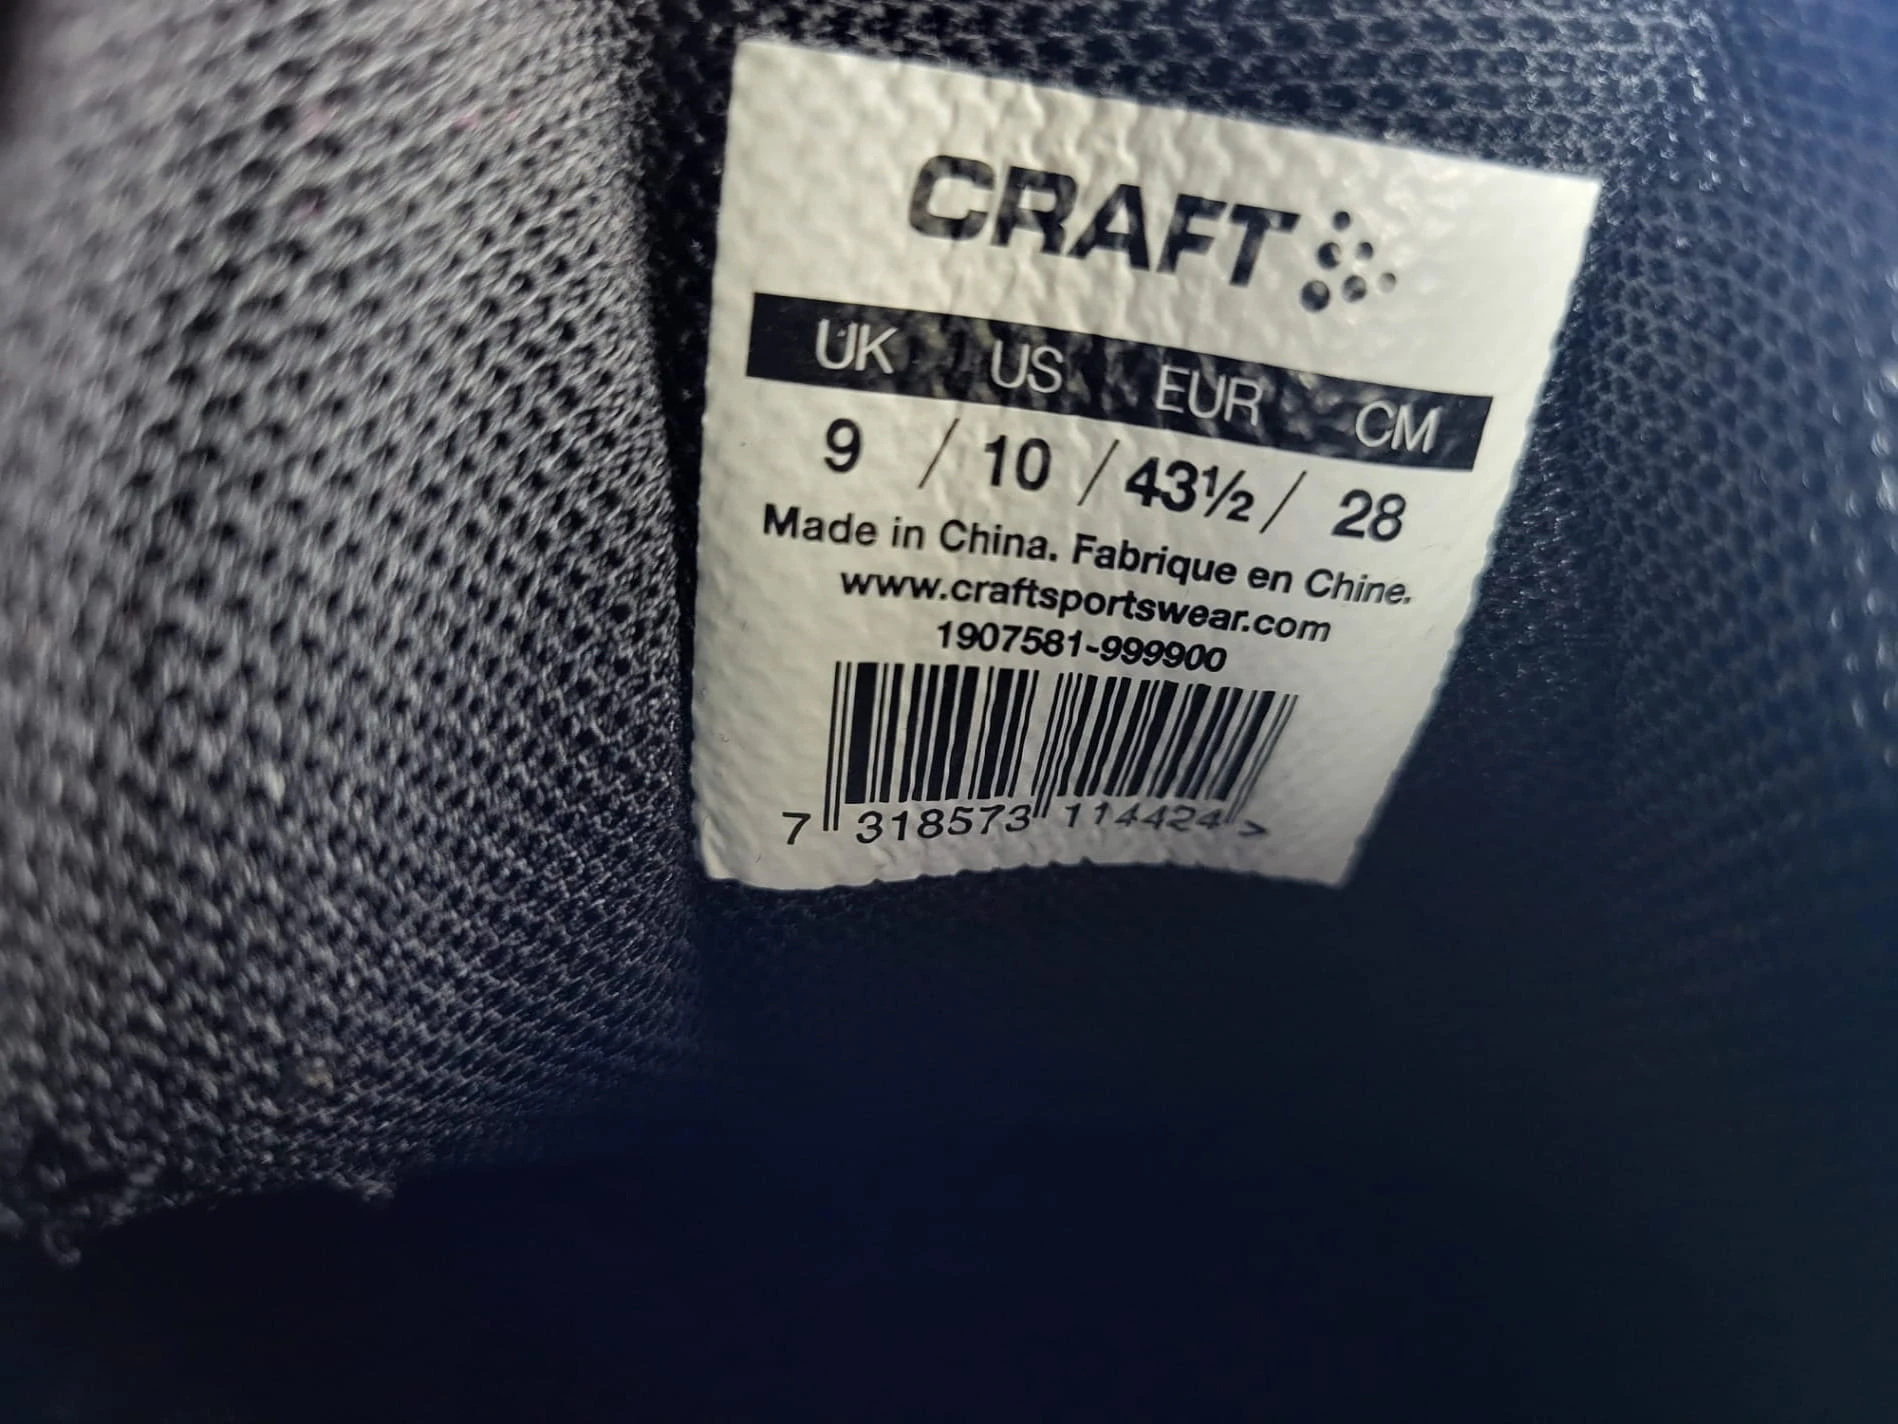 CRAFT
UK US EUR CM
9 / 10 / 43½ / 28
Made in China. Fabrique en Chine.
www.craftsportswear.com
1907581-999900
7 318573 114424 >